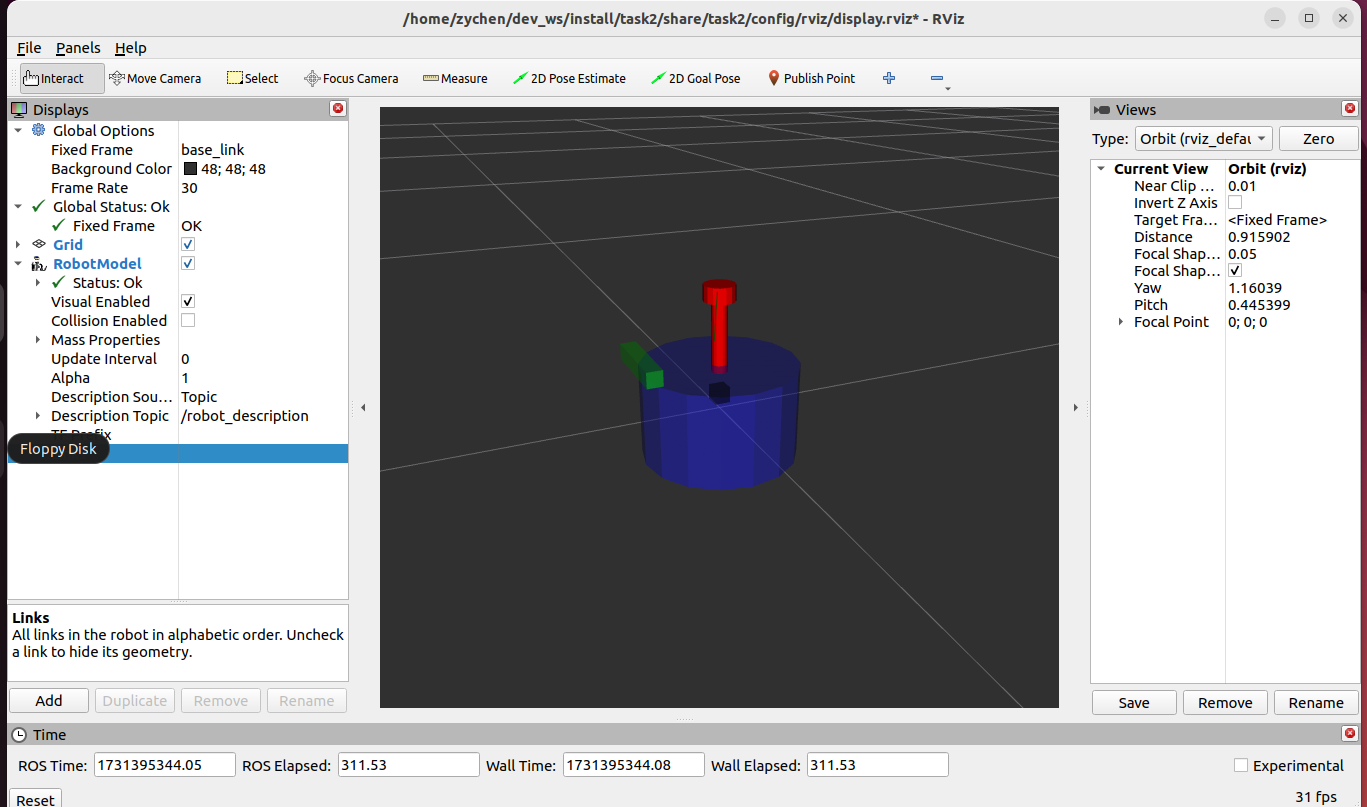 /home/zychen/dev_ws/install/task2/share/task2/config/rviz/display.rviz* - RViz
File Panels Help
Interact Move Camera Select Focus Camera Measure 2D Pose Estimate 2D Goal Pose Publish Point
Displays
Global Options
Fixed Frame base_link
Background Color 48; 48; 48
Frame Rate 30
Global Status: Ok
Fixed Frame OK
Grid
RobotModel
Status: Ok
Visual Enabled
Collision Enabled
Mass Properties
Update Interval 0
Alpha 1
Description Sou... Topic
Description Topic /robot_description
Floppy Disk
Links
All links in the robot in alphabetic order. Uncheck
a link to hide its geometry.
Add Duplicate Remove Rename
Views
Type: Orbit (rviz_defau Zero
Current View Orbit (rviz)
Near Clip ... 0.01
Invert Z Axis
Target Fra... <Fixed Frame>
Distance 0.915902
Focal Shap... 0.05
Focal Shap...
Yaw 1.16039
Pitch 0.445399
Focal Point 0; 0; 0
Save Remove Rename
Time
ROS Time: 1731395344.05 ROS Elapsed: 311.53 Wall Time: 1731395344.08 Wall Elapsed: 311.53 Experimental
Reset 31 fps